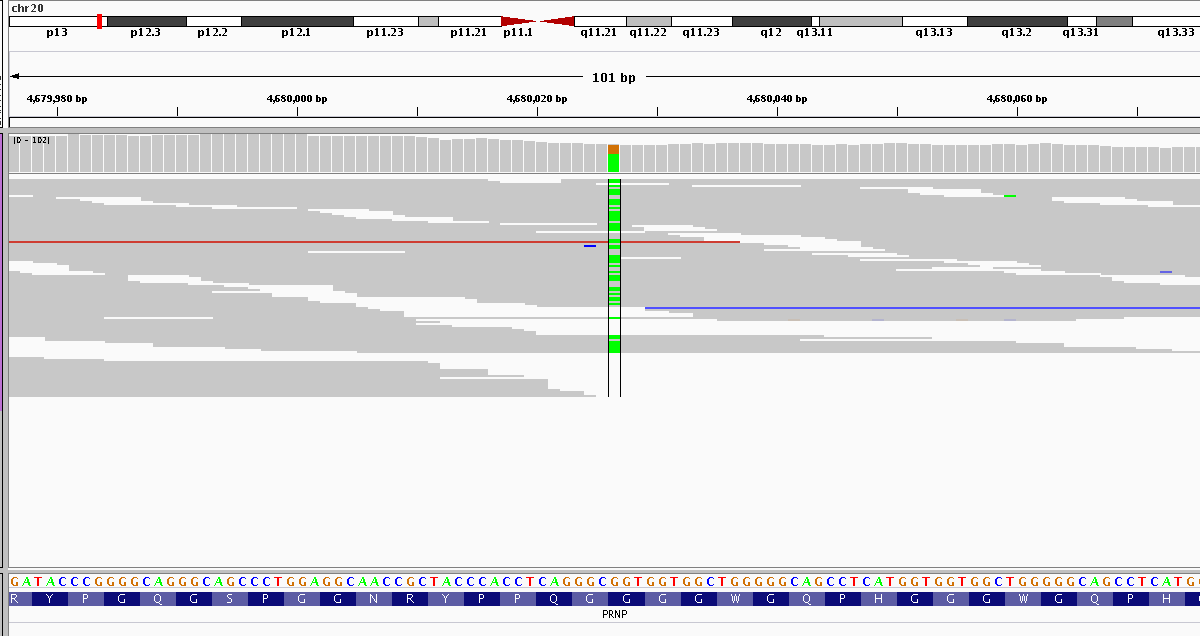 chr20
p13 p12.3 p12.2 p12.1 p11.23 p11.21 p11.1 q11.21 q11.22 q11.23 q12 q13.11 q13.13 q13.2 q13.31 q13.33
101 bp
4,679,980 bp 4,680,000 bp 4,680,020 bp 4,680,040 bp 4,680,060 bp
[0 - 102]
GATACCCGGGGCAGGGCAGCCCTGGAGGCAACCGCTACCCACCTCAGGGCGGTGGTGGCTGGGGGCAGCCTCATGGTGGTGGCTGGGGGCAGCCTCATG
R Y P G Q G S P G G N R Y P P Q G G G G W G Q P H G G G W G Q P H
PRNP